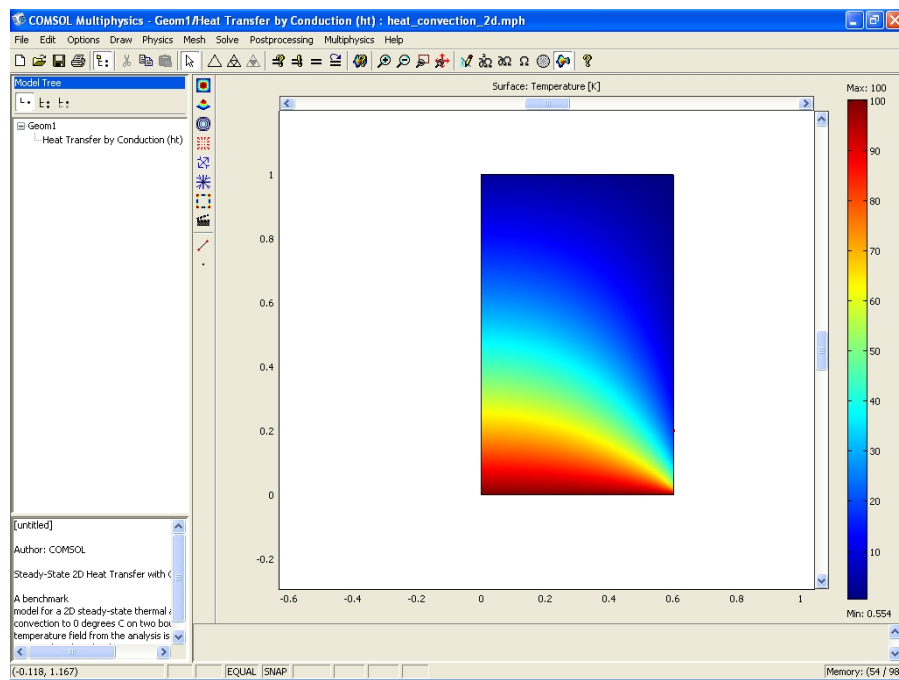 COMSOL Multiphysics - Geom1/Heat Transfer by Conduction (ht) : heat_convection_2d.mph
File Edit Options Draw Physics Mesh Solve Postprocessing Multiphysics Help
Model Tree
Geom1
Heat Transfer by Conduction (ht)
Surface: Temperature [K]
Max: 100
100
90
80
70
60
50
40
30
20
10
Min: 0.554
1
0.8
0.6
0.4
0.2
0
-0.2
-0.6 -0.4 -0.2 0 0.2 0.4 0.6 0.8 1
[untitled]
Author: COMSOL
Steady-State 2D Heat Transfer with
A benchmark
model for a 2D steady-state thermal
convection to 0 degrees C on two
temperature field from the analysis is
(-0.118, 1.167) EQUAL SNAP Memory: (54 / 98